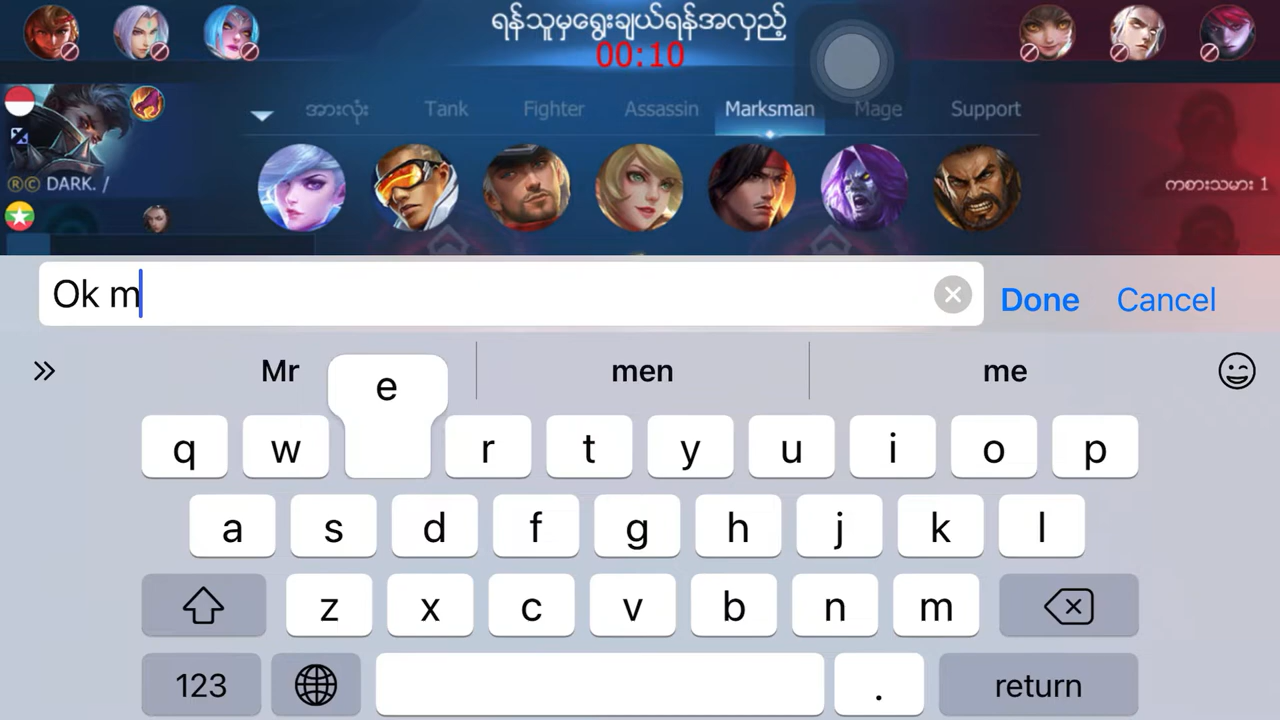 ရန်သူမှရွေးချယ်ရန်အလှည့်
00:10
အားလုံး Tank Fighter Assassin Marksman Mage Support
®© DARK. /
ကစားသမား 1
Ok m
Done Cancel
Mr men me
e
q w r t y u i o p
a s d f g h j k l
z x c v b n m
123 . return